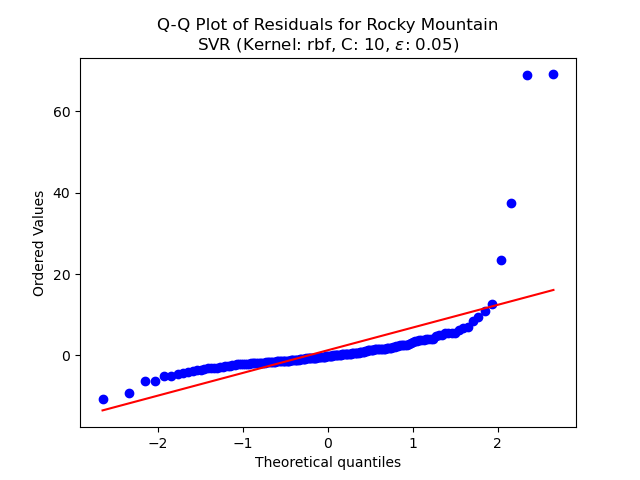 Q-Q Plot of Residuals for Rocky Mountain
SVR (Kernel: rbf, C: 10, ε: 0.05)
Ordered Values
60
40
20
0
−2
−1
0
1
2
Theoretical quantiles